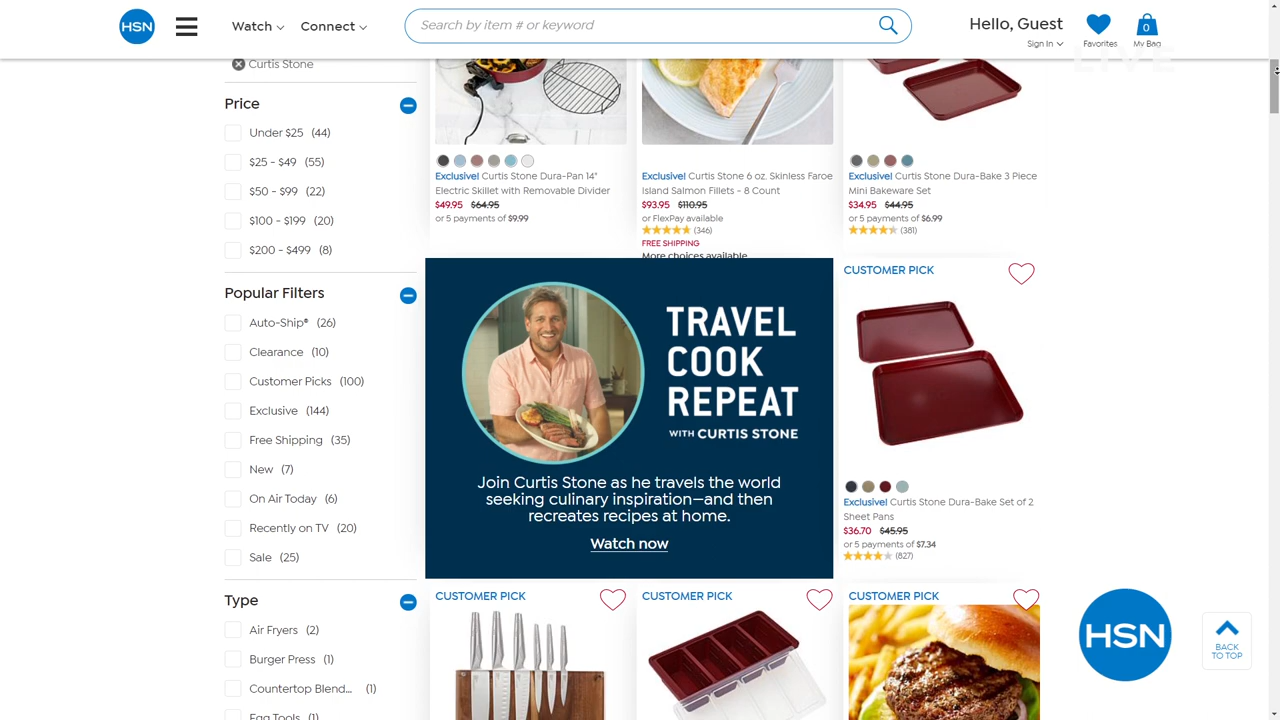 HSN
Watch
Connect
Search by item # or keyword
Hello, Guest
Sign In
Favorites
0
My Bag
LIVE
Curtis Stone
Price
Under $25 (44)
$25 - $49 (55)
$50 - $99 (22)
$100 - $199 (20)
$200 - $499 (8)
Popular Filters
Auto-Ship® (26)
Clearance (10)
Customer Picks (100)
Exclusive (144)
Free Shipping (35)
New (7)
On Air Today (6)
Recently on TV (20)
Sale (25)
Type
Air Fryers (2)
Burger Press (1)
Countertop Blend... (1)
Egg Tools (1)
Exclusive! Curtis Stone Dura-Pan 14"
Electric Skillet with Removable Divider
$49.95 $64.95
or 5 payments of $9.99
Exclusive! Curtis Stone 6 oz. Skinless Faroe
Island Salmon Fillets - 8 Count
$93.95 $110.95
or FlexPay available
(346)
FREE SHIPPING
More choices available
Exclusive! Curtis Stone Dura-Bake 3 Piece
Mini Bakeware Set
$34.95 $44.95
or 5 payments of $6.99
(381)
TRAVEL
COOK
REPEAT
WITH CURTIS STONE
Join Curtis Stone as he travels the world
seeking culinary inspiration—and then
recreates recipes at home.
Watch now
CUSTOMER PICK
Exclusive! Curtis Stone Dura-Bake Set of 2
Sheet Pans
$36.70 $45.95
or 5 payments of $7.34
(827)
CUSTOMER PICK
CUSTOMER PICK
CUSTOMER PICK
HSN
BACK
TO TOP